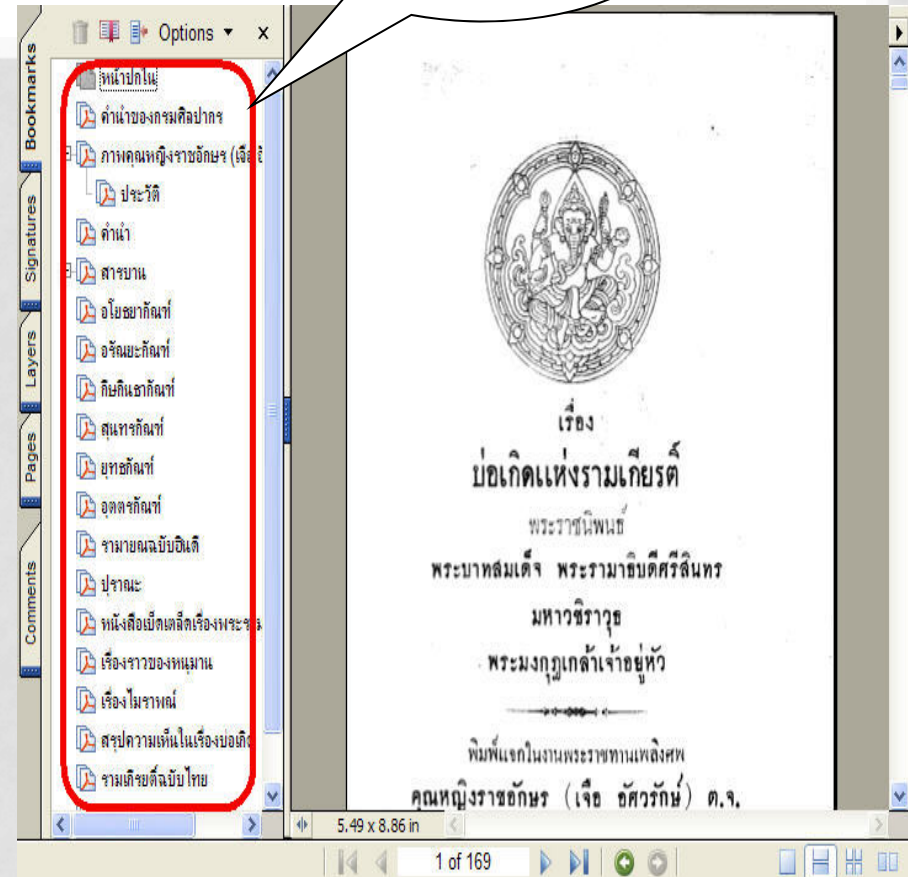 Options
Bookmarks
Signatures
Layers
Pages
Comments
หน้าปกใน
คำนำของกรมศิลปากร
ภาพคุณหญิงราชอักษร (เจือ อั
ประวัติ
คำนำ
สารบาน
อโยธยากัณฑ์
อรัณยะกัณฑ์
กิษกินธากัณฑ์
สุนทรกัณฑ์
ยุทธกัณฑ์
อุตตรกัณฑ์
รามายณฉบับฮินดี
ปุราณะ
หนังสือเบ็ดเตล็ดเรื่องพระราม
เรื่องราวของหนุมาน
เรื่องไมราพณ์
สรุปความเห็นในเรื่องบ่อเกิด
รามเกียรติ์ฉบับไทย
เรื่อง
บ่อเกิดแห่งรามเกียรติ์
พระราชนิพนธ์
พระบาทสมเด็จ พระรามาธิบดีศรีสินทร
มหาวชิราวุธ
พระมงกุฎเกล้าเจ้าอยู่หัว
พิมพ์แจกในงานพระราชทานเพลิงศพ
คุณหญิงราชอักษร (เจือ อัศวรักษ์) ต.จ.
5.49 x 8.86 in
1 of 169